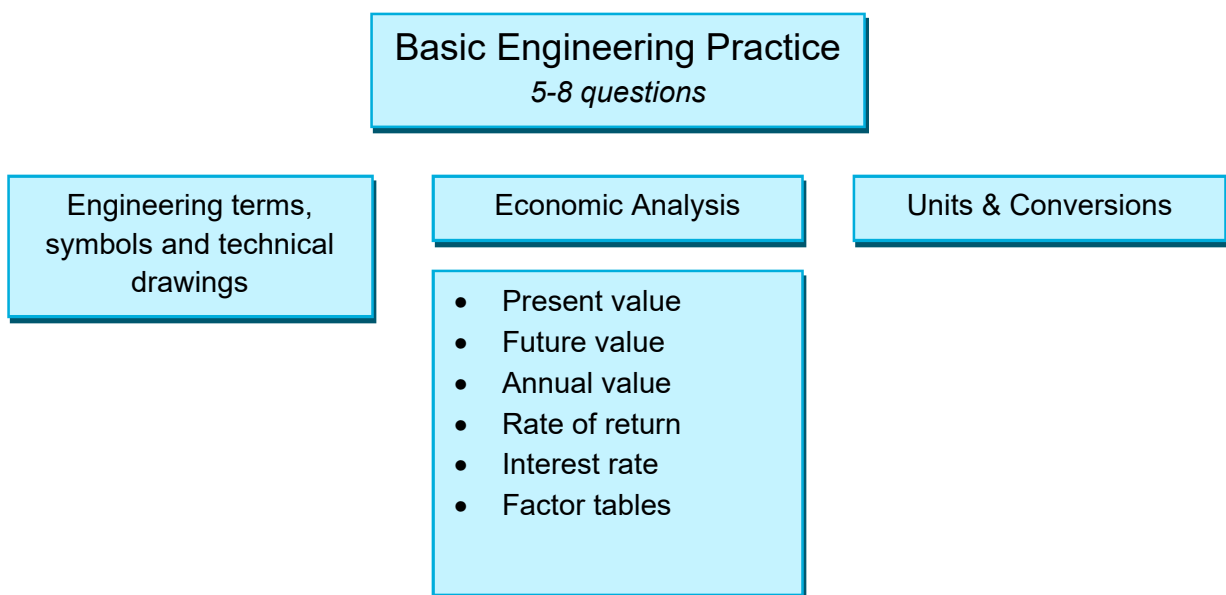 Basic Engineering Practice
5-8 questions
Engineering terms,
symbols and technical
drawings
Economic Analysis
• Present value
• Future value
• Annual value
• Rate of return
• Interest rate
• Factor tables
Units & Conversions